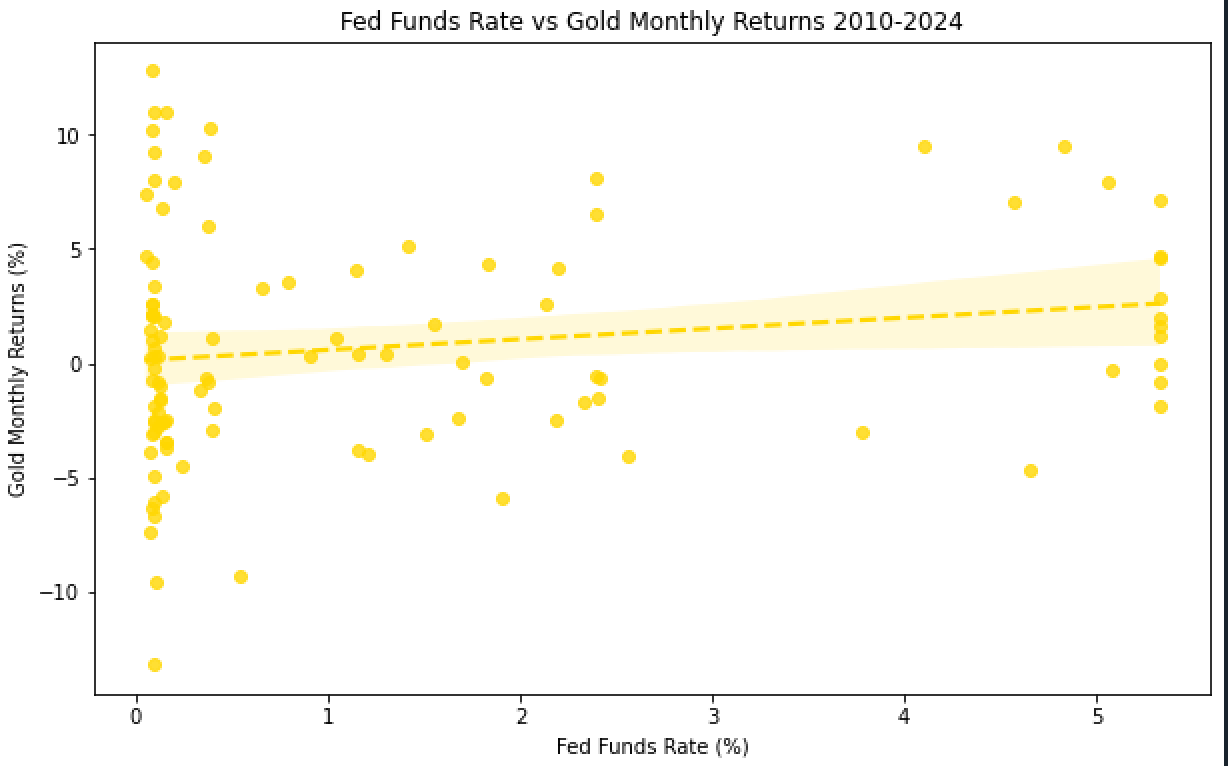 Fed Funds Rate vs Gold Monthly Returns 2010-2024
Gold Monthly Returns (%)
10
5
0
−5
−10
0 1 2 3 4 5
Fed Funds Rate (%)